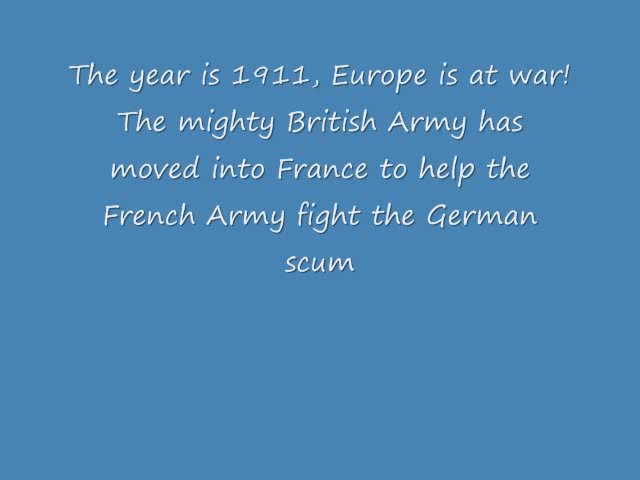 The year is 1911, Europe is at war!
The mighty British Army has
moved into France to help the
French Army fight the German
scum